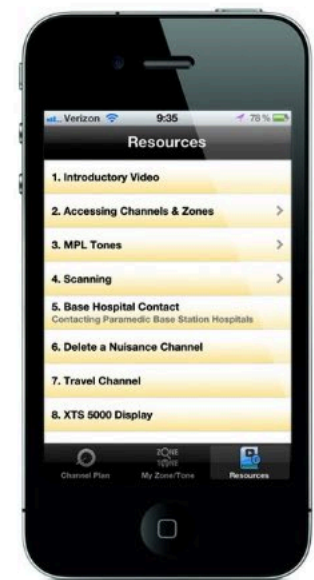 Verizon 9:35 78%
Resources
1. Introductory Video
2. Accessing Channels & Zones
3. MPL Tones
4. Scanning
5. Base Hospital Contact
Contacting Paramedic Base Station Hospitals
6. Delete a Nuisance Channel
7. Travel Channel
8. XTS 5000 Display
ZONE
TONE
Channel Plan My Zone/Tone Resources